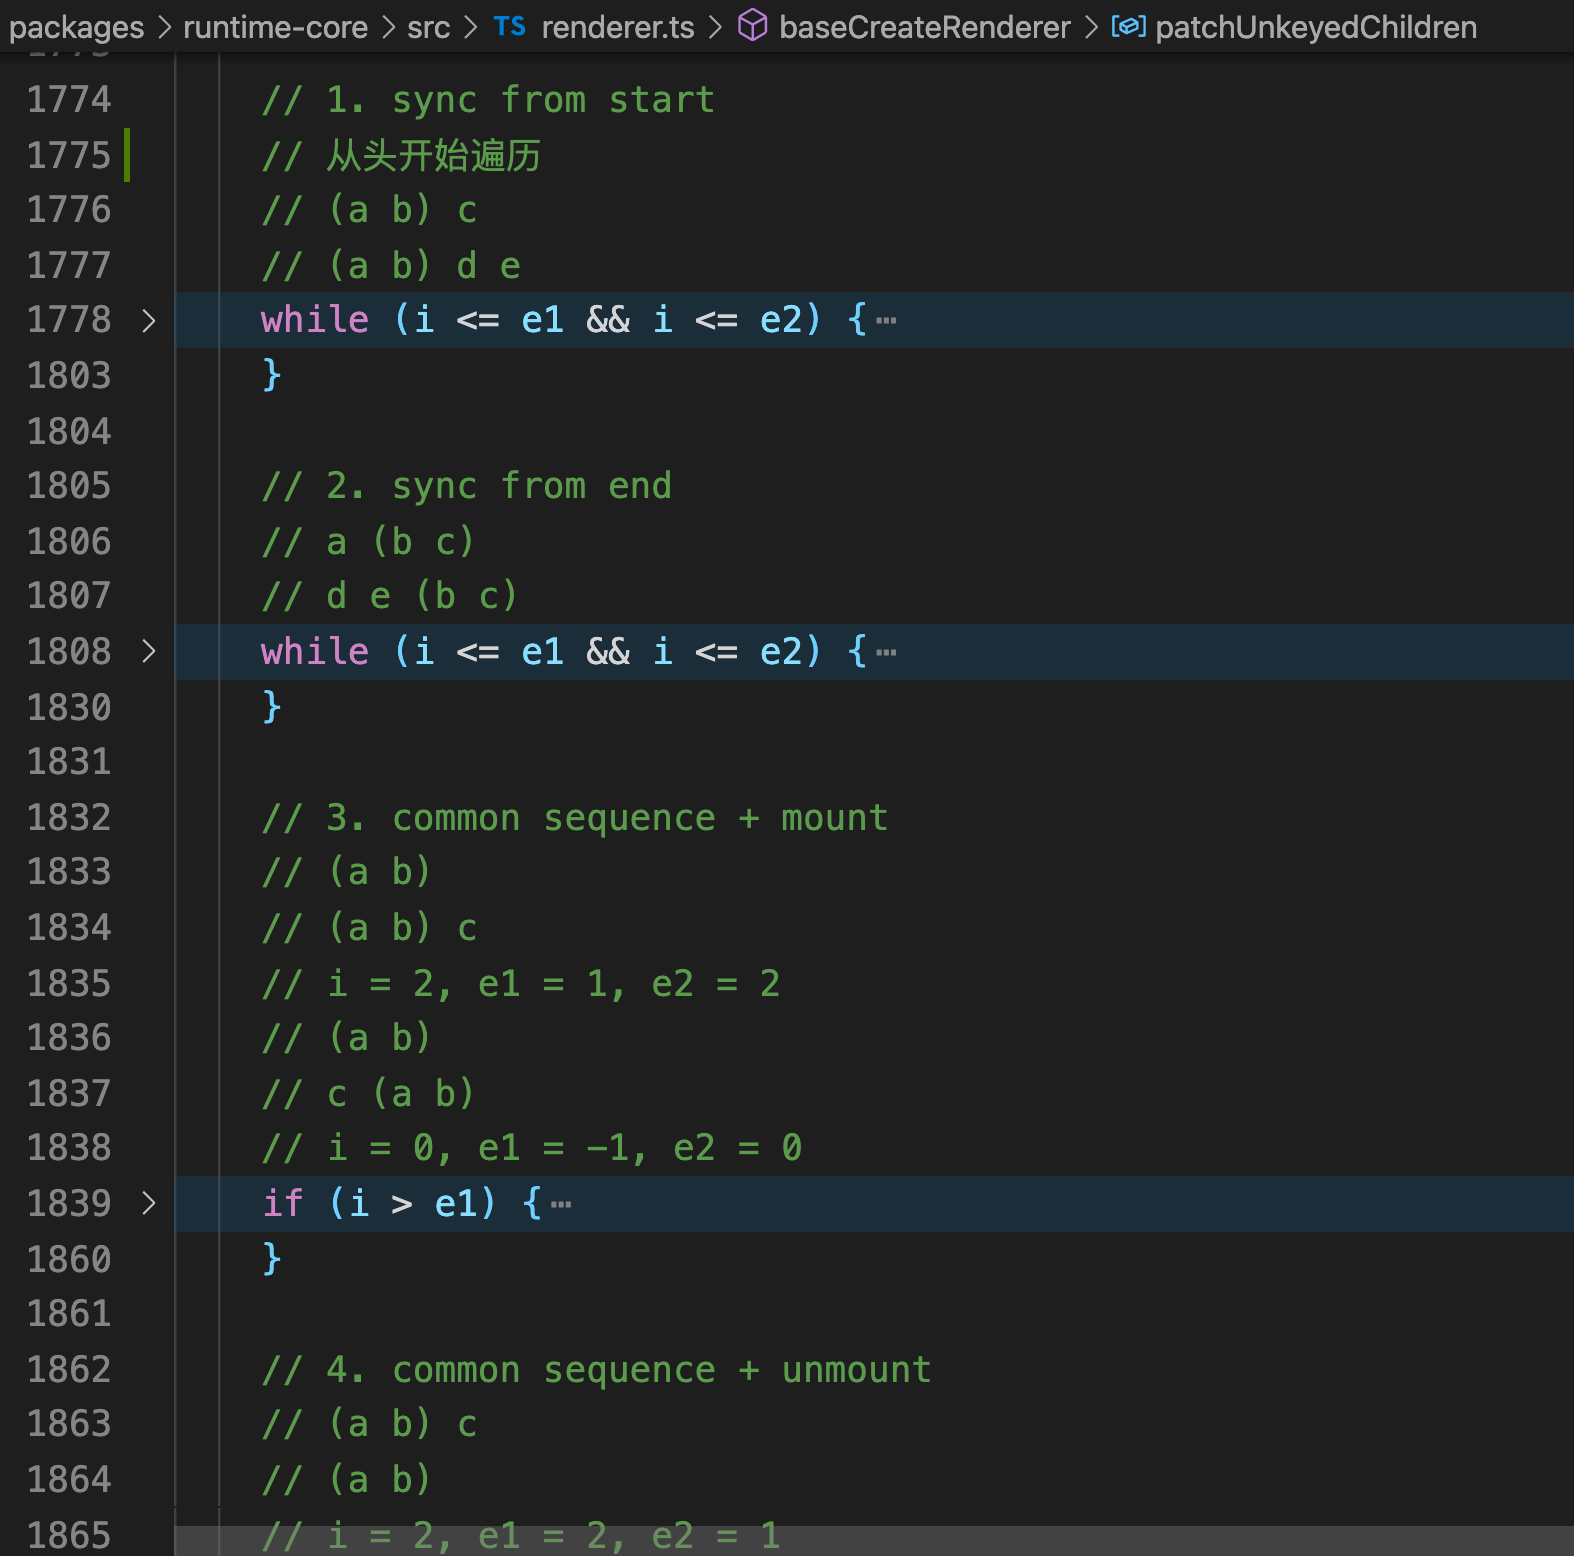 packages > runtime-core > src > TS renderer.ts > baseCreateRenderer > patchUnkeyedChildren
1774 // 1. sync from start
1775 // 从头开始遍历
1776 // (a b) c
1777 // (a b) d e
1778 > while (i <= e1 && i <= e2) {⋯
1803 }
1804
1805 // 2. sync from end
1806 // a (b c)
1807 // d e (b c)
1808 > while (i <= e1 && i <= e2) {⋯
1830 }
1831
1832 // 3. common sequence + mount
1833 // (a b)
1834 // (a b) c
1835 // i = 2, e1 = 1, e2 = 2
1836 // (a b)
1837 // c (a b)
1838 // i = 0, e1 = -1, e2 = 0
1839 > if (i > e1) {⋯
1860 }
1861
1862 // 4. common sequence + unmount
1863 // (a b) c
1864 // (a b)
1865 // i = 2, e1 = 2, e2 = 1